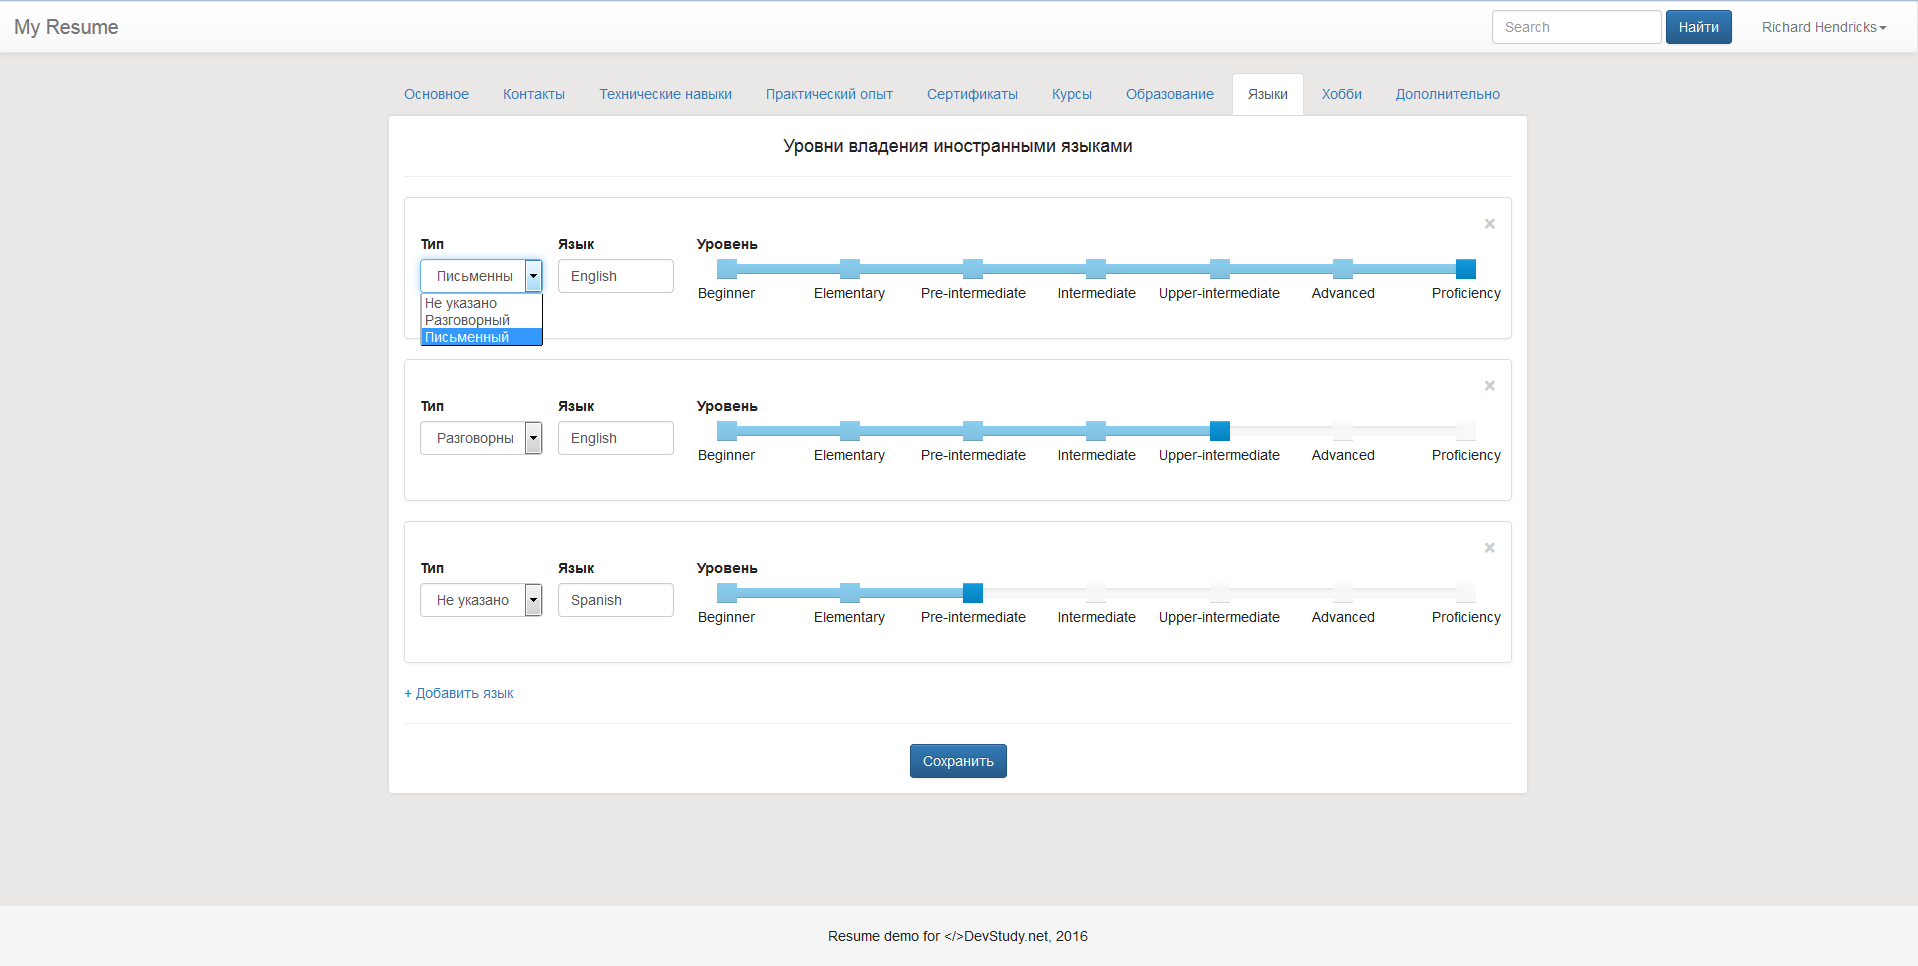 My Resume
Search
Найти
Richard Hendricks
Основное Контакты Технические навыки Практический опыт Сертификаты Курсы Образование Языки Хобби Дополнительно
Уровни владения иностранными языками
×
Тип Язык Уровень
Письменны English
Beginner Elementary Pre-intermediate Intermediate Upper-intermediate Advanced Proficiency
Не указано
Разговорный
Письменный
×
Тип Язык Уровень
Разговорны English
Beginner Elementary Pre-intermediate Intermediate Upper-intermediate Advanced Proficiency
×
Тип Язык Уровень
Не указано Spanish
Beginner Elementary Pre-intermediate Intermediate Upper-intermediate Advanced Proficiency
+ Добавить язык
Сохранить
Resume demo for </>DevStudy.net, 2016